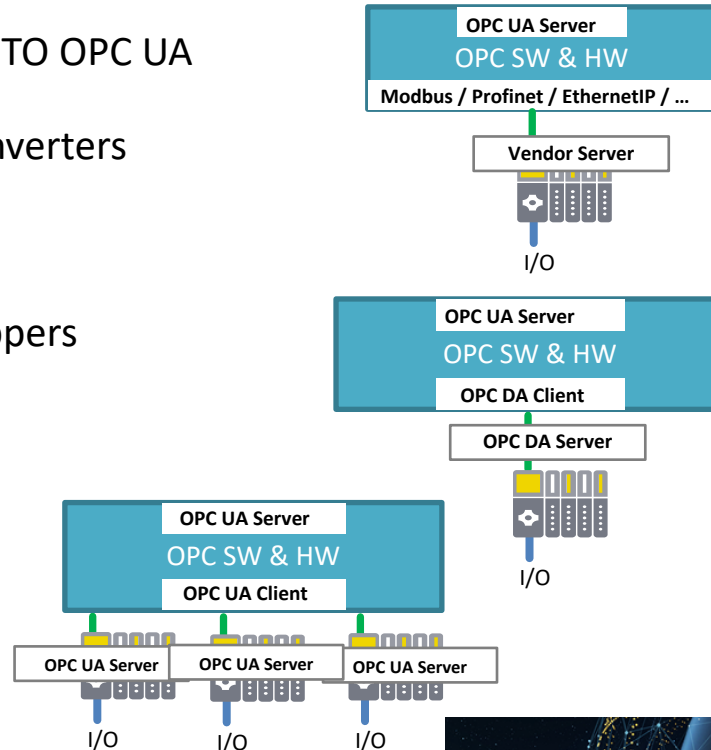 TO OPC UA
nverters
ppers
OPC UA Server
OPC SW & HW
Modbus / Profinet / EthernetIP / ...
Vendor Server
I/O
OPC UA Server
OPC SW & HW
OPC DA Client
OPC DA Server
I/O
OPC UA Server
OPC SW & HW
OPC UA Client
OPC UA Server
OPC UA Server
OPC UA Server
I/O
I/O
I/O